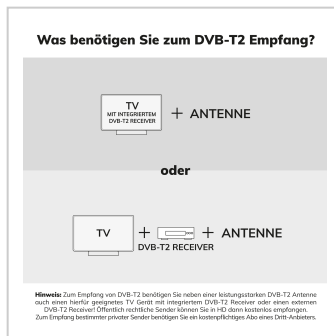 Was benötigen Sie zum DVB-T2 Empfang?
TV
MIT INTEGRIERTEM
DVB-T2 RECEIVER
+ ANTENNE
oder
TV + + ANTENNE
DVB-T2 RECEIVER
Hinweis: Zum Empfang von DVB-T2 benötigen Sie neben einer leistungsstarken DVB-T2 Antenne
auch einen hierfür geeignetes TV Gerät mit integriertem DVB-T2 Receiver oder einen externen
DVB-T2 Receiver! Öffentlich rechtliche Sender können Sie in HD dann kostenlos empfangen.
Zum Empfang bestimmter privater Sender benötigen Sie ein kostenpflichtiges Abo eines Dritt-Anbieters.